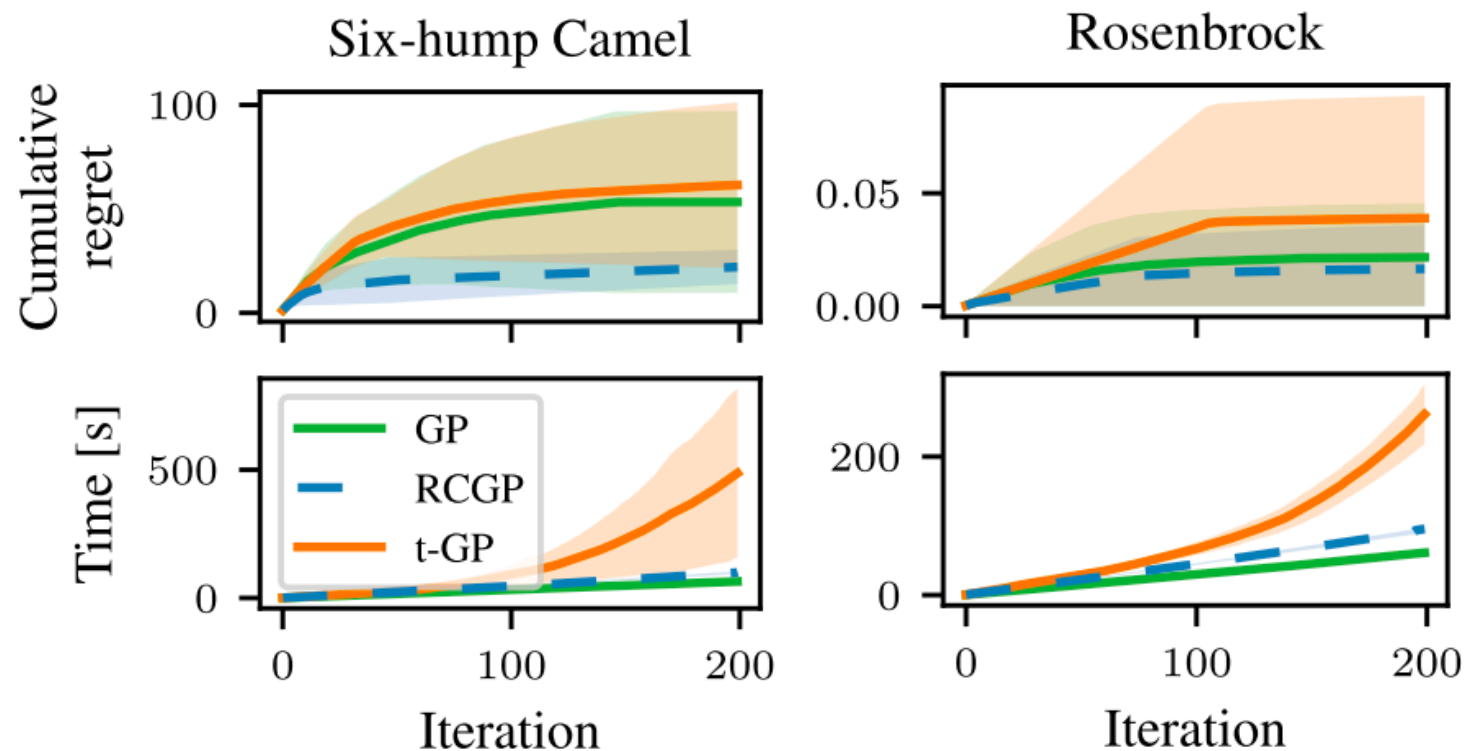 Six-hump Camel
Rosenbrock
Cumulative
regret
100
0
0.05
0.00
Time [s]
500
0
GP
RCGP
t-GP
200
0
0 100 200
0 100 200
Iteration
Iteration